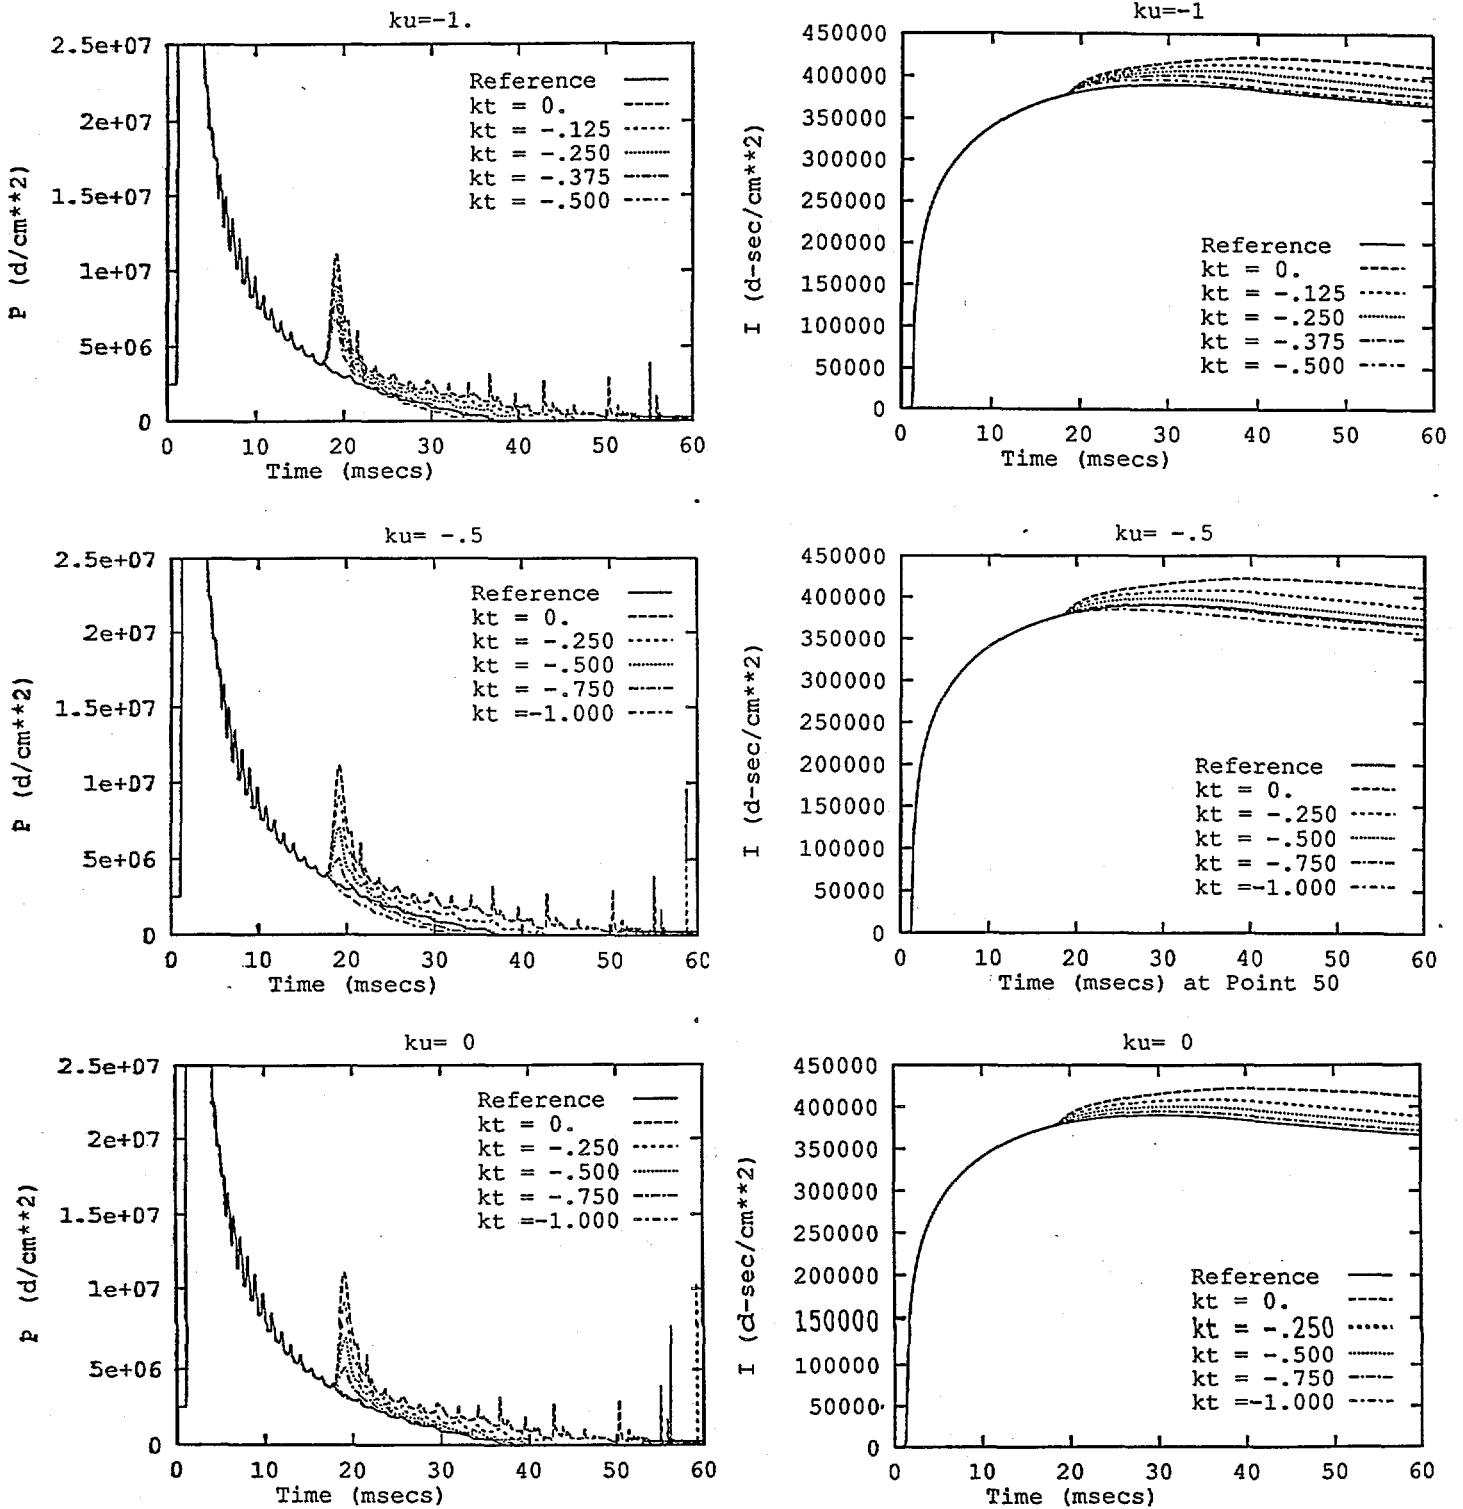 ku=-1.
2.5e+07
2e+07
1.5e+07
1e+07
5e+06
0
p (d/cm**2)
Reference
kt = 0.
kt = -.125
kt = -.250
kt = -.375
kt = -.500
0 10 20 30 40 50 60
Time (msecs)
ku=-1
450000
400000
350000
300000
250000
200000
150000
100000
50000
0
I (d-sec/cm**2)
Reference
kt = 0.
kt = -.125
kt = -.250
kt = -.375
kt = -.500
0 10 20 30 40 50 60
Time (msecs)
ku= -.5
2.5e+07
2e+07
1.5e+07
1e+07
5e+06
0
p (d/cm**2)
Reference
kt = 0.
kt = -.250
kt = -.500
kt = -.750
kt =-1.000
0 10 20 30 40 50 60
Time (msecs)
ku= -.5
450000
400000
350000
300000
250000
200000
150000
100000
50000
0
I (d-sec/cm**2)
Reference
kt = 0.
kt = -.250
kt = -.500
kt = -.750
kt =-1.000
0 10 20 30 40 50 60
Time (msecs) at Point 50
ku= 0
2.5e+07
2e+07
1.5e+07
1e+07
5e+06
0
p (d/cm**2)
Reference
kt = 0.
kt = -.250
kt = -.500
kt = -.750
kt =-1.000
0 10 20 30 40 50 60
Time (msecs)
ku= 0
450000
400000
350000
300000
250000
200000
150000
100000
50000
0
I (d-sec/cm**2)
Reference
kt = 0.
kt = -.250
kt = -.500
kt = -.750
kt =-1.000
0 10 20 30 40 50 60
Time (msecs)